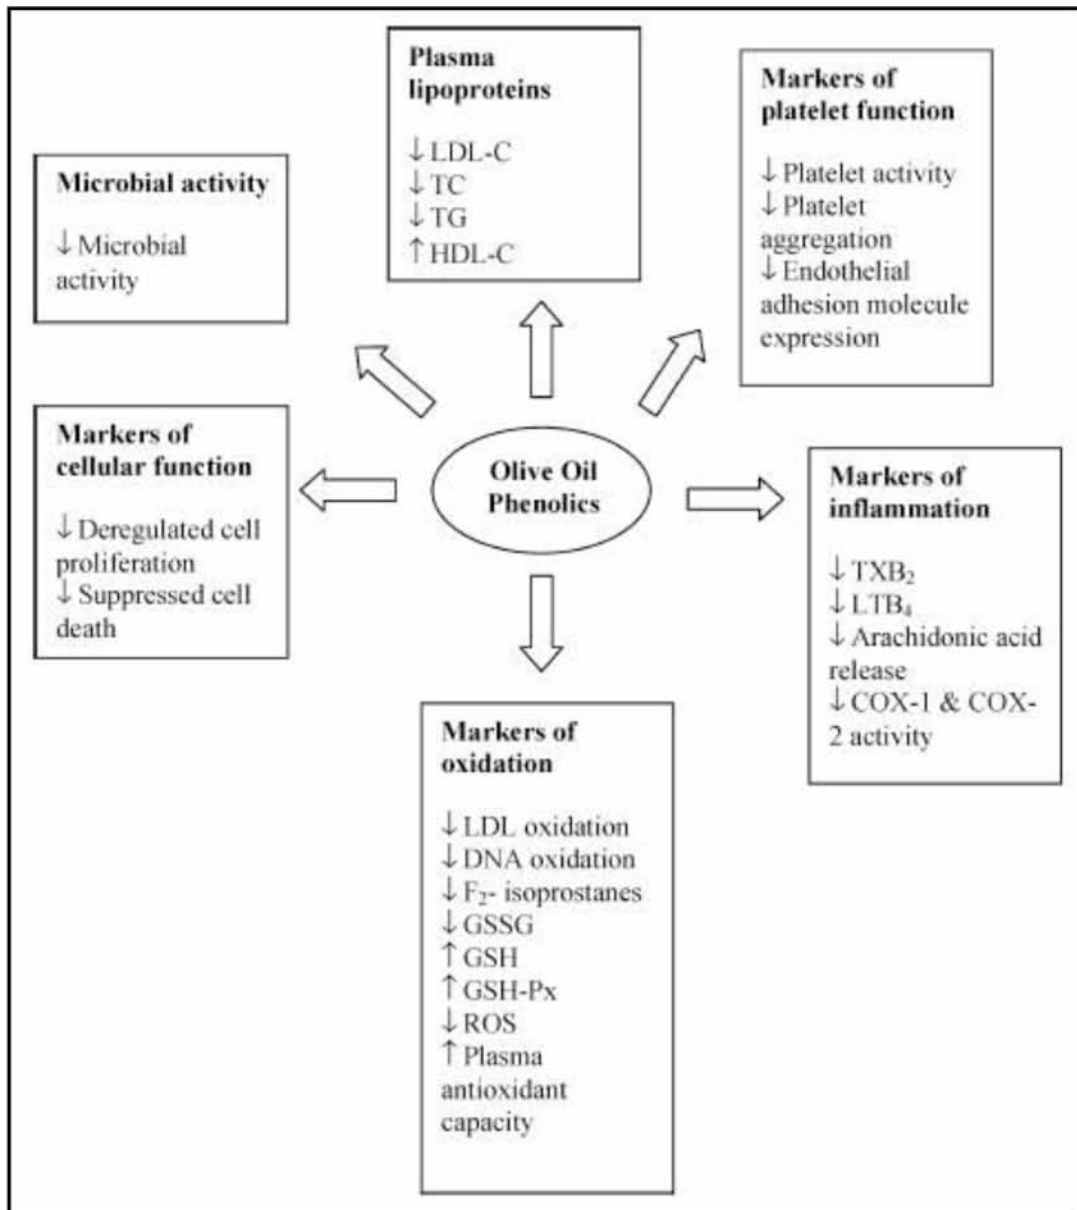 Plasma
lipoproteins
↓ LDL-C
↓ TC
↓ TG
↑ HDL-C
Markers of
platelet function
↓ Platelet activity
↓ Platelet
aggregation
↓ Endothelial
adhesion molecule
expression
Microbial activity
↓ Microbial
activity
Markers of
cellular function
↓ Deregulated cell
proliferation
↓ Suppressed cell
death
Olive Oil
Phenolics
Markers of
inflammation
↓ TXB₂
↓ LTB₄
↓ Arachidonic acid
release
↓ COX-1 & COX-
2 activity
Markers of
oxidation
↓ LDL oxidation
↓ DNA oxidation
↓ F₂- isoprostanes
↓ GSSG
↑ GSH
↑ GSH-Px
↓ ROS
↑ Plasma
antioxidant
capacity